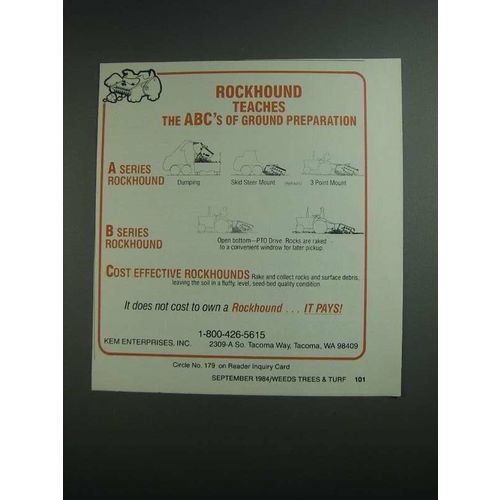 ROCKHOUND
TEACHES
THE ABC'S OF GROUND PREPARATION
A SERIES
ROCKHOUND
Dumping
Skid Steer Mount
(Hydraulic)
3 Point Mount
B SERIES
ROCKHOUND
Open bottom—PTO Drive. Rocks are raked
to a convenient windrow for later pickup.
COST EFFECTIVE ROCKHOUNDS Rake and collect rocks and surface debris,
leaving the soil in a fluffy, level, seed-bed quality condition.
It does not cost to own a Rockhound . . . IT PAYS!
1-800-426-5615
KEM ENTERPRISES, INC. 2309-A So. Tacoma Way, Tacoma, WA 98409
Circle No. 179 on Reader Inquiry Card
SEPTEMBER 1984/WEEDS TREES & TURF 101